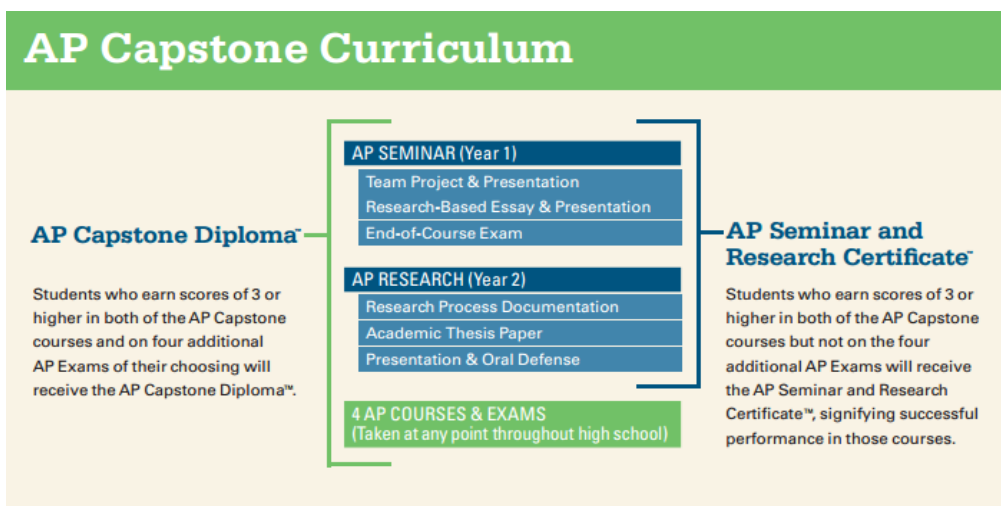 AP Capstone Curriculum
AP Capstone Diploma™
Students who earn scores of 3 or
higher in both of the AP Capstone
courses and on four additional
AP Exams of their choosing will
receive the AP Capstone Diploma™.
AP SEMINAR (Year 1)
Team Project & Presentation
Research-Based Essay & Presentation
End-of-Course Exam
AP RESEARCH (Year 2)
Research Process Documentation
Academic Thesis Paper
Presentation & Oral Defense
4 AP COURSES & EXAMS
(Taken at any point throughout high school)
AP Seminar and
Research Certificate™
Students who earn scores of 3 or
higher in both of the AP Capstone
courses but not on the four
additional AP Exams will receive
the AP Seminar and Research
Certificate™, signifying successful
performance in those courses.